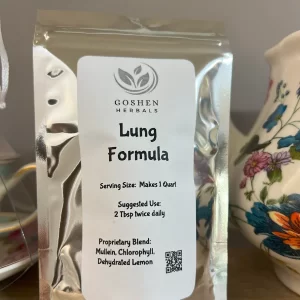 GOSHEN
HERBALS
Lung
Formula
Serving Size: Makes 1 Quart
Suggested Use:
2 Tbsp twice daily
Proprietary Blend:
Mullein, Chlorophyll,
Dehydrated Lemon